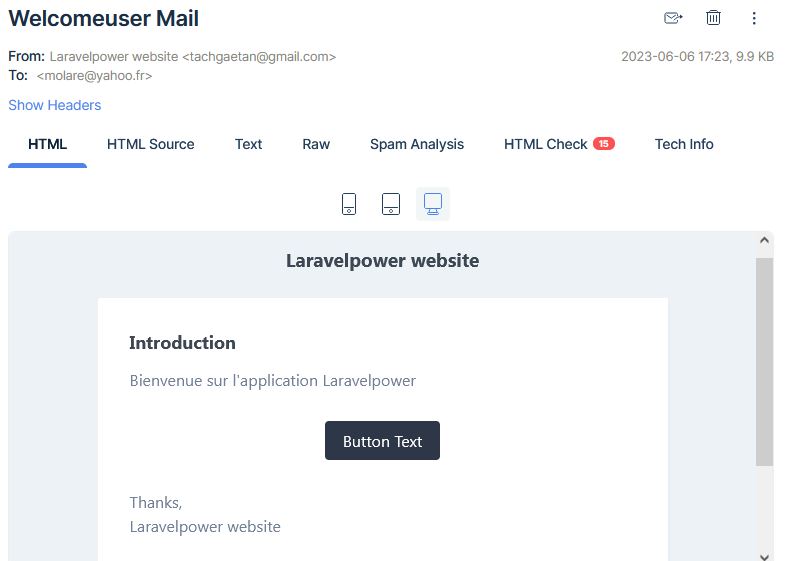 Welcomeuser Mail
From: Laravelpower website <tachgaetan@gmail.com>
2023-06-06 17:23, 9.9 KB
To: <molare@yahoo.fr>
Show Headers
HTML HTML Source Text Raw Spam Analysis HTML Check 15 Tech Info
Laravelpower website
Introduction
Bienvenue sur l'application Laravelpower
Button Text
Thanks,
Laravelpower website